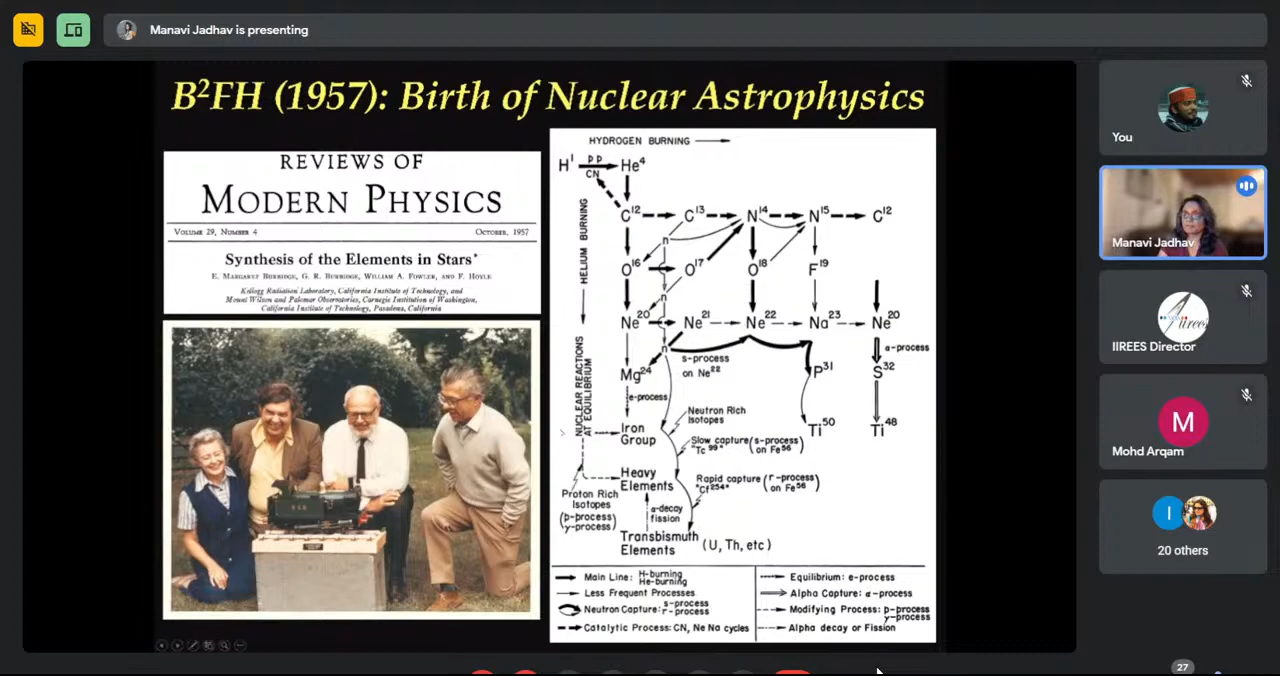 Manavi Jadhav is presenting
B²FH (1957): Birth of Nuclear Astrophysics
REVIEWS OF
MODERN PHYSICS
VOLUME 29, NUMBER 4 OCTOBER, 1957
Synthesis of the Elements in Stars*
E. MARGARET BURBIDGE, G. R. BURBIDGE, WILLIAM A. FOWLER, AND F. HOYLE
Kellogg Radiation Laboratory, California Institute of Technology, and
Mount Wilson and Palomar Observatories, Carnegie Institution of Washington,
California Institute of Technology, Pasadena, California
HYDROGEN BURNING
H¹ pp He⁴
CN
C¹² C¹³ N¹⁴ N¹⁵ C¹²
n
HELIUM BURNING
O¹⁶ O¹⁷ O¹⁸ F¹⁹
n
Ne²⁰ Ne²¹ Ne²² Na²³ Ne²⁰
n
s-process
on Ne²²
α-process
Mg²⁴ P³¹ S³²
NUCLEAR REACTIONS
AT EQUILIBRIUM
e-process
Neutron Rich
Isotopes
Iron
Group
Ti⁵⁰ Ti⁴⁸
Slow capture (s-process
"Tc⁹⁹" on Fe⁵⁶)
Heavy
Elements
Rapid capture (r-process
"Cf²⁵⁴" on Fe⁵⁶)
Proton Rich
Isotopes
(p-process
γ-process)
α-decay
fission
Transbismuth
Elements (U, Th, etc)
Main Line: H-burning
He-burning
Less Frequent Processes
Neutron Capture: s-process
r-process
Catalytic Process: CN, Ne Na cycles
Equilibrium: e-process
Alpha Capture: α-process
Modifying Process: p-process
γ-process
Alpha decay or Fission
You
Manavi Jadhav
IIREES Director
M
Mohd Arqam
I
20 others
27